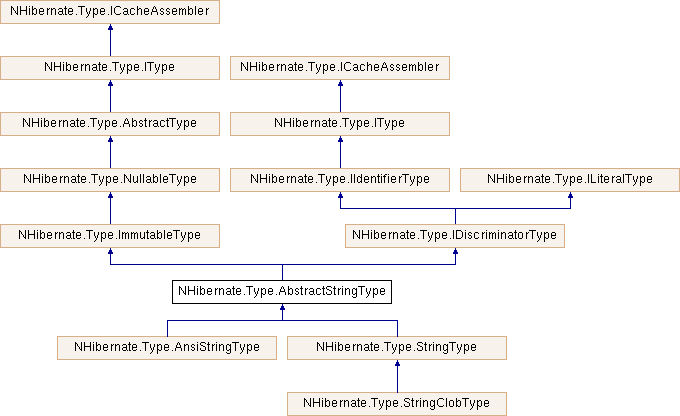 NHibernate.Type.ICacheAssembler
NHibernate.Type.IType
NHibernate.Type.ICacheAssembler
NHibernate.Type.AbstractType
NHibernate.Type.IType
NHibernate.Type.NullableType
NHibernate.Type.IIdentifierType
NHibernate.Type.ILiteralType
NHibernate.Type.ImmutableType
NHibernate.Type.IDiscriminatorType
NHibernate.Type.AbstractStringType
NHibernate.Type.AnsiStringType
NHibernate.Type.StringType
NHibernate.Type.StringClobType